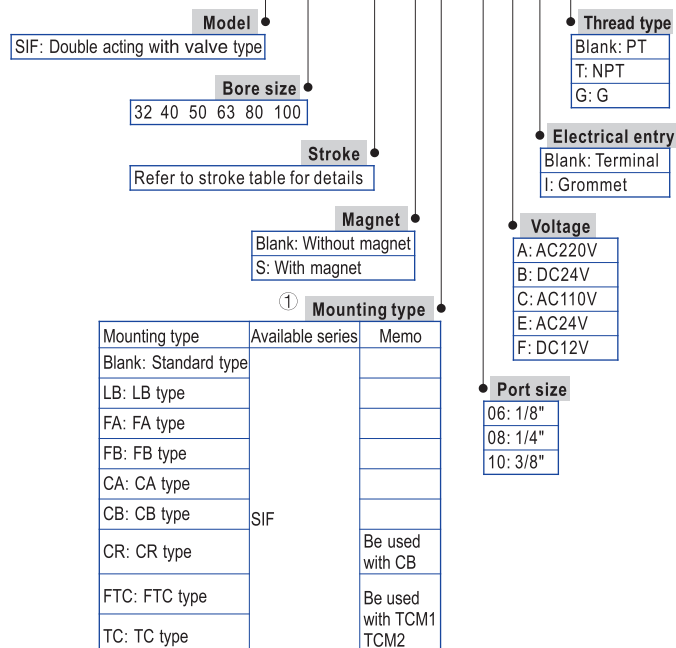 Model
SIF: Double acting with valve type
Bore size
32 40 50 63 80 100
Stroke
Refer to stroke table for details
Magnet
Blank: Without magnet
S: With magnet
① Mounting type
Mounting type Available series Memo
Blank: Standard type
LB: LB type
FA: FA type
FB: FB type
CA: CA type
CB: CB type
SIF
CR: CR type
Be used
with CB
FTC: FTC type
TC: TC type
Be used
with TCM1
TCM2
Thread type
Blank: PT
T: NPT
G: G
Electrical entry
Blank: Terminal
I: Grommet
Voltage
A: AC220V
B: DC24V
C: AC110V
E: AC24V
F: DC12V
Port size
06: 1/8"
08: 1/4"
10: 3/8"